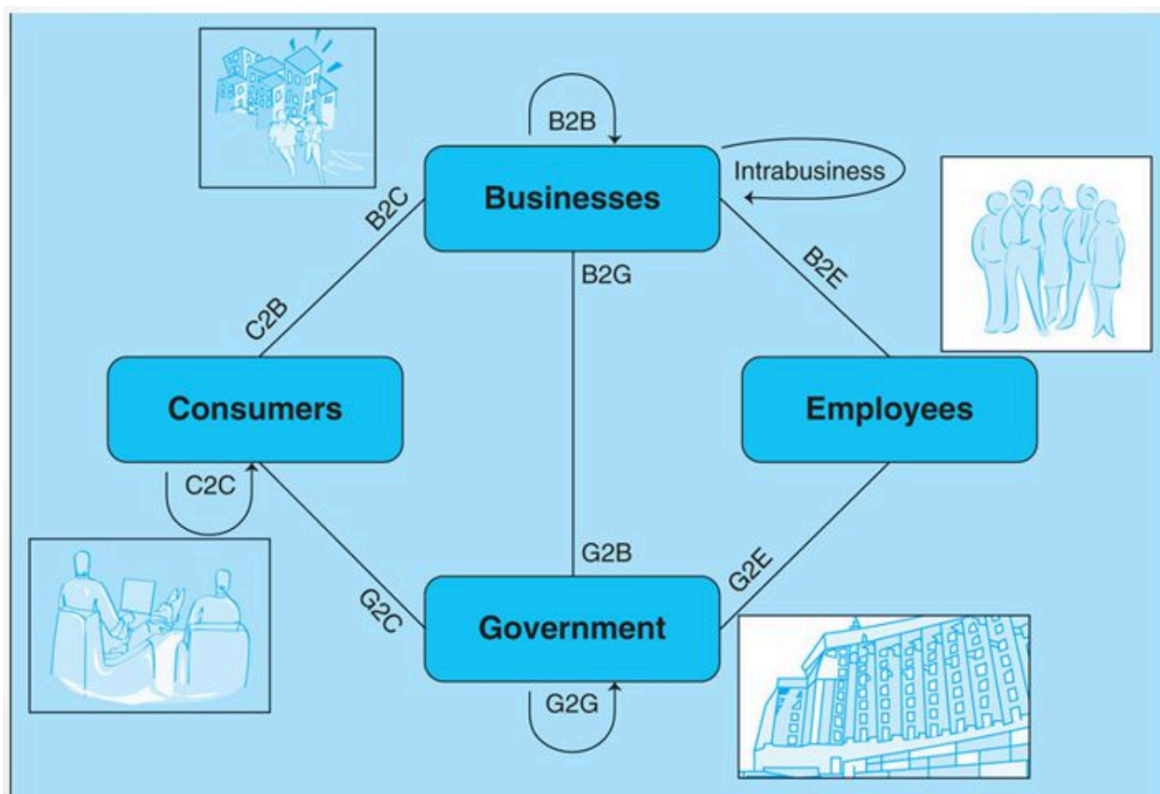 B2B
Businesses
Intrabusiness
B2C
B2G
B2E
C2B
Consumers
Employees
C2C
G2B
G2C
G2E
Government
G2G